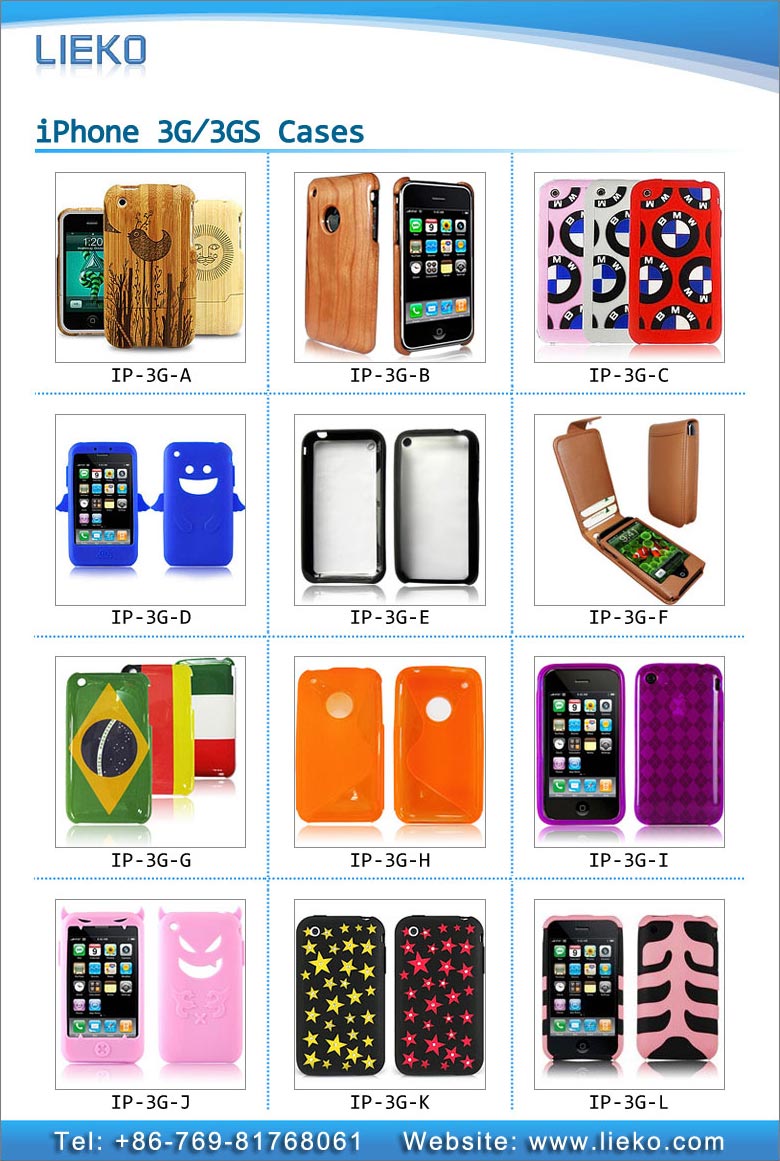 LIEKO
iPhone 3G/3GS Cases
IP-3G-A
IP-3G-B
IP-3G-C
IP-3G-D
IP-3G-E
IP-3G-F
IP-3G-G
IP-3G-H
IP-3G-I
IP-3G-J
IP-3G-K
IP-3G-L
Tel: +86-769-81768061 Website: www.lieko.com